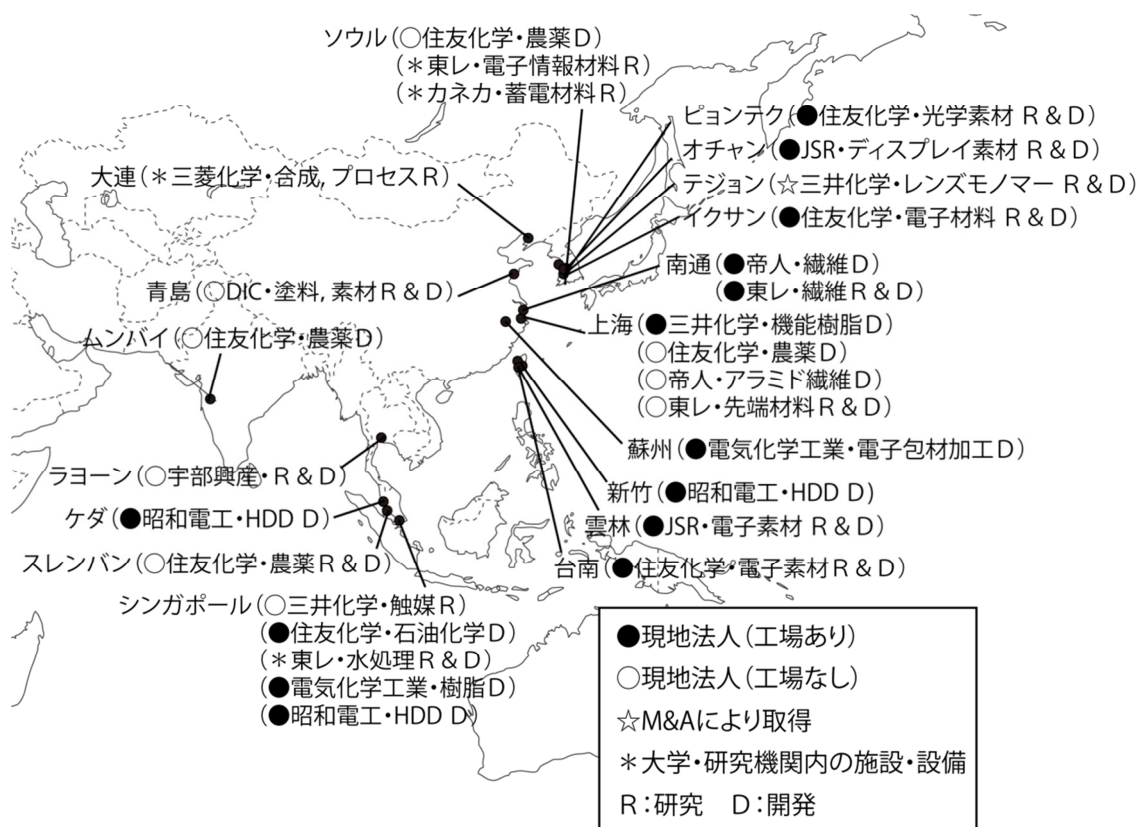 ソウル（○住友化学・農薬D）
（＊東レ・電子情報材料R）
（＊カネカ・蓄電材料R）
ピョンテク（●住友化学・光学素材 R & D）
オチャン（●JSR・ディスプレイ素材 R & D）
テジョン（☆三井化学・レンズモノマー R & D）
イクサン（●住友化学・電子材料 R & D）
大連（＊三菱化学・合成, プロセスR）
南通（●帝人・繊維D）
（●東レ・繊維R & D）
青島（○DIC・塗料, 素材R & D）
上海（●三井化学・機能樹脂D）
（○住友化学・農薬D）
（○帝人・アラミド繊維D）
（○東レ・先端材料R & D）
ムンバイ（○住友化学・農薬D）
蘇州（●電気化学工業・電子包材加工D）
ラヨーン（○宇部興産・R & D）
新竹（●昭和電工・HDD D）
ケダ（●昭和電工・HDD D）
雲林（●JSR・電子素材 R & D）
スレンバン（○住友化学・農薬R & D）
台南（●住友化学・電子素材R & D）
シンガポール（○三井化学・触媒R）
（●住友化学・石油化学D）
（＊東レ・水処理R & D）
（●電気化学工業・樹脂D）
（●昭和電工・HDD D）
●現地法人（工場あり）
○現地法人（工場なし）
☆M&Aにより取得
＊大学・研究機関内の施設・設備
R：研究　D：開発